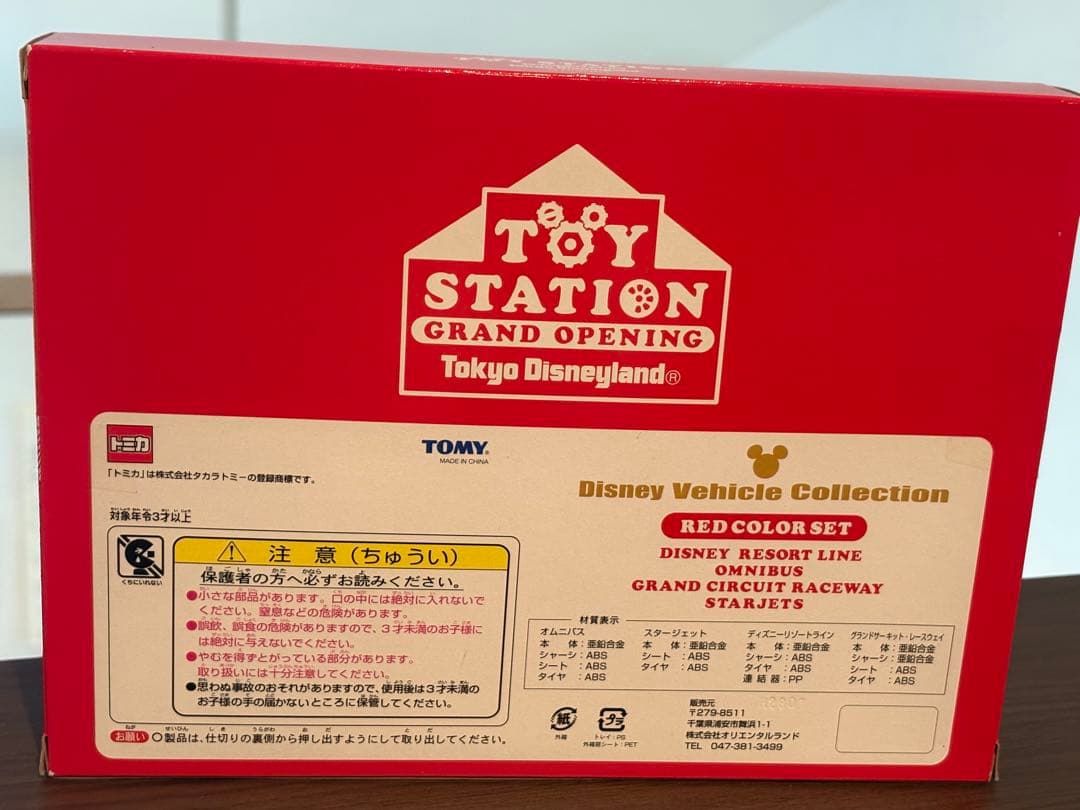 TOY
STATION
GRAND OPENING
Tokyo Disneyland®
トミカ
「トミカ」は株式会社タカラトミーの登録商標です。
TOMY®
MADE IN CHINA
Disney Vehicle Collection
RED COLOR SET
DISNEY RESORT LINE
OMNIBUS
GRAND CIRCUIT RACEWAY
STARJETS
対象年令3才以上
くちにいれない
注 意(ちゅうい)
保護者の方へ必ずお読みください。
●小さな部品があります。口の中には絶対に入れないで
ください。窒息などの危険があります。
●誤飲、誤食の危険がありますので、3才未満のお子様に
は絶対に与えないでください。
●やむを得ずとがっている部分があります。
取り扱いには十分注意してください。
●思わぬ事故のおそれがありますので、使用後は3才未満の
お子様の手の届かないところに保管してください。
お願い ○製品は、仕切りの裏側から押し出すようにして取り出してください。
材質表示
オムニバス
本 体:亜鉛合金
シャーシ:ABS
シート:ABS
タイヤ:ABS
スタージェット
本 体:亜鉛合金
シート:ABS
タイヤ:ABS
ディズニーリゾートライン
本 体:亜鉛合金
シャーシ:ABS
タイヤ:ABS
連結器:PP
グランドサーキット・レースウェイ
本 体:亜鉛合金
シャーシ:亜鉛合金
シート:ABS
タイヤ:ABS
紙
外箱
プラ
トレイ:PS
外箱窓シート:PET
販売元
〒279-8511
千葉県浦安市舞浜1-1
株式会社オリエンタルランド
TEL 047-381-3499